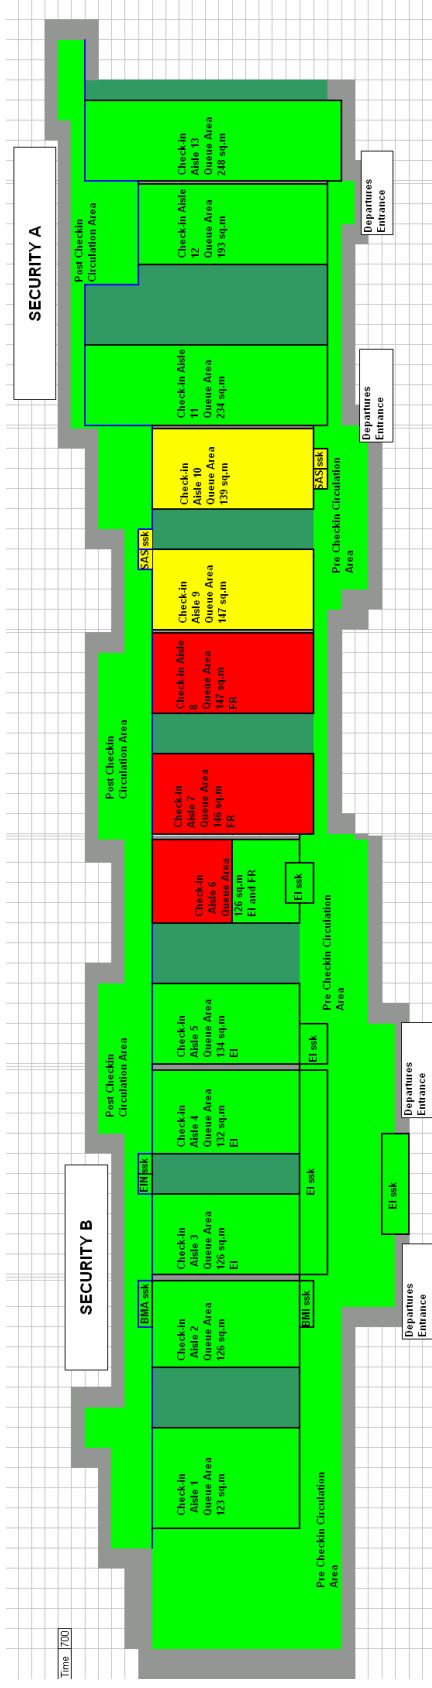 Time 700
SECURITY B
SECURITY A
Post Checkin
Circulation Area
Post Checkin
Circulation Area
Post Checkin
Circulation Area
BMA ssk
EIN ssk
SAS ssk
Check-in
Aisle 1
Queue Area
123 sq.m
Check-in
Aisle 2
Queue Area
126 sq.m
Check-in
Aisle 3
Queue Area
126 sq.m
EI
Check-in
Aisle 4
Queue Area
132 sq.m
EI
Check-in
Aisle 5
Queue Area
134 sq.m
EI
Check-in
Aisle 6
Queue Area
126 sq.m
EI and FR
Check-in
Aisle 7
Queue Area
146 sq.m
FR
Check-in Aisle
8 Queue Area
147 sq.m
FR
Check-in
Aisle 9
Queue Area
147 sq.m
Check-in
Aisle 10
Queue Area
139 sq.m
Check-in Aisle
11 Queue Area
234 sq.m
Check-in Aisle
12 Queue Area
193 sq.m
Check-in
Aisle 13
Queue Area
248 sq.m
BMI ssk
EI ssk
EI ssk
EI ssk
SAS ssk
Pre Checkin Circulation
Area
Pre Checkin Circulation
Area
Pre Checkin Circulation
Area
EI ssk
Departures
Entrance
Departures
Entrance
Departures
Entrance
Departures
Entrance